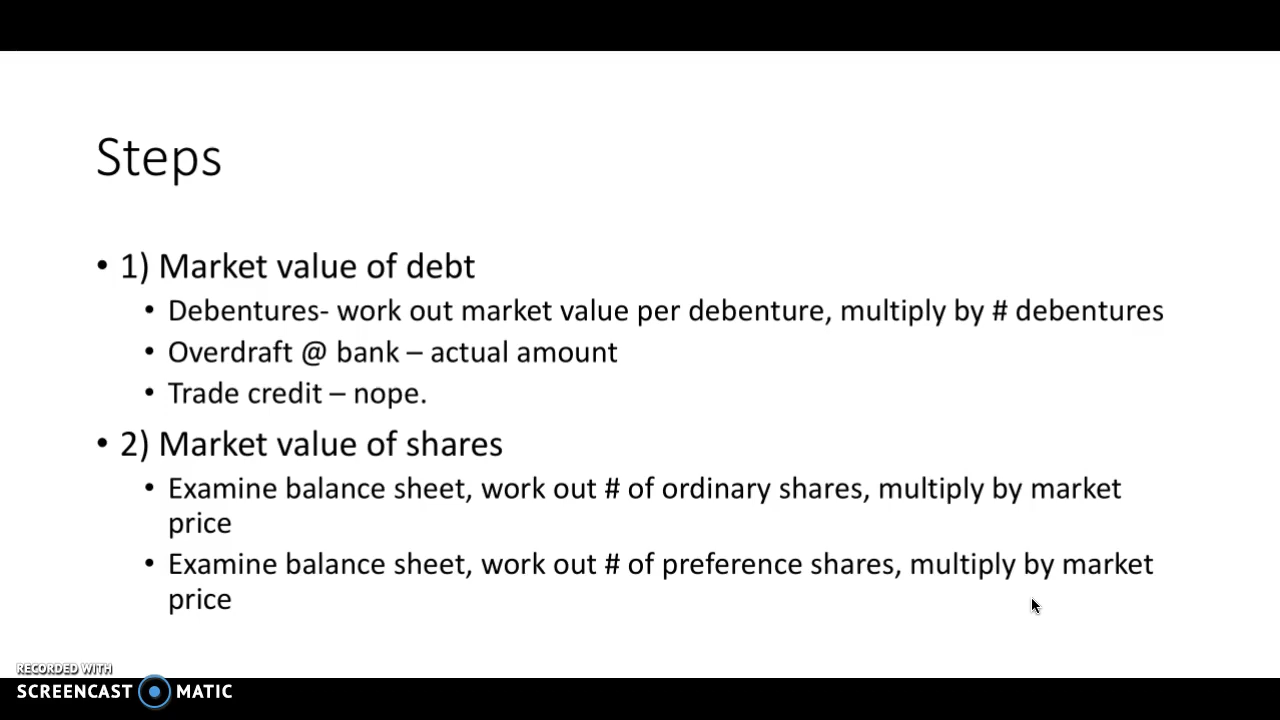 Steps
• 1) Market value of debt
• Debentures- work out market value per debenture, multiply by # debentures
• Overdraft @ bank – actual amount
• Trade credit – nope.
• 2) Market value of shares
• Examine balance sheet, work out # of ordinary shares, multiply by market
price
• Examine balance sheet, work out # of preference shares, multiply by market
price
RECORDED WITH
SCREENCAST MATIC